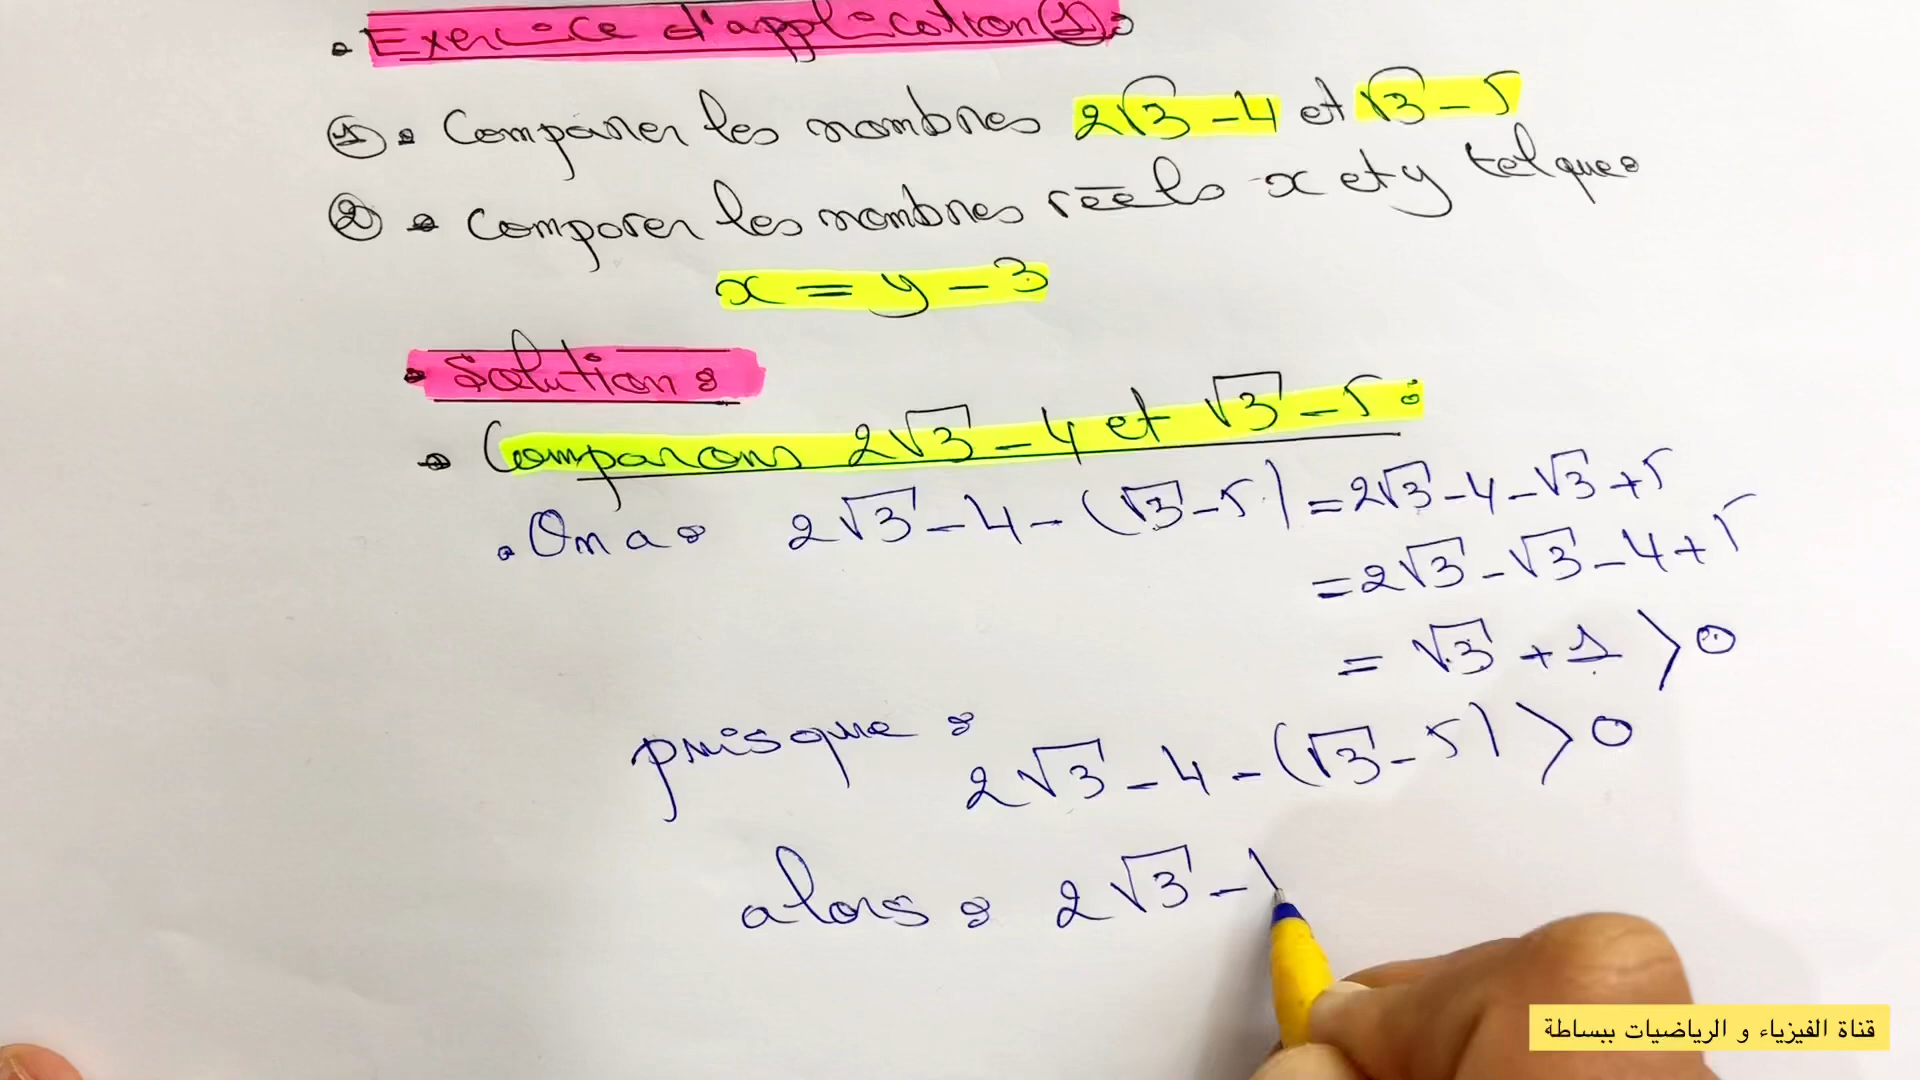 • Exercice d'application ① :
① • Comparer les nombres 2√3 - 4 et √3 - 5
② • Comparer les nombres réels x et y tel que :
x = y - 3
• Solution :
• Comparons 2√3 - 4 et √3 - 5 :
• On a : 2√3 - 4 - (√3 - 5) = 2√3 - 4 - √3 + 5
= 2√3 - √3 - 4 + 5
= √3 + 1 > 0
puisque :
2√3 - 4 - (√3 - 5) > 0
alors : 2√3 -
قناة الفيزياء و الرياضيات ببساطة